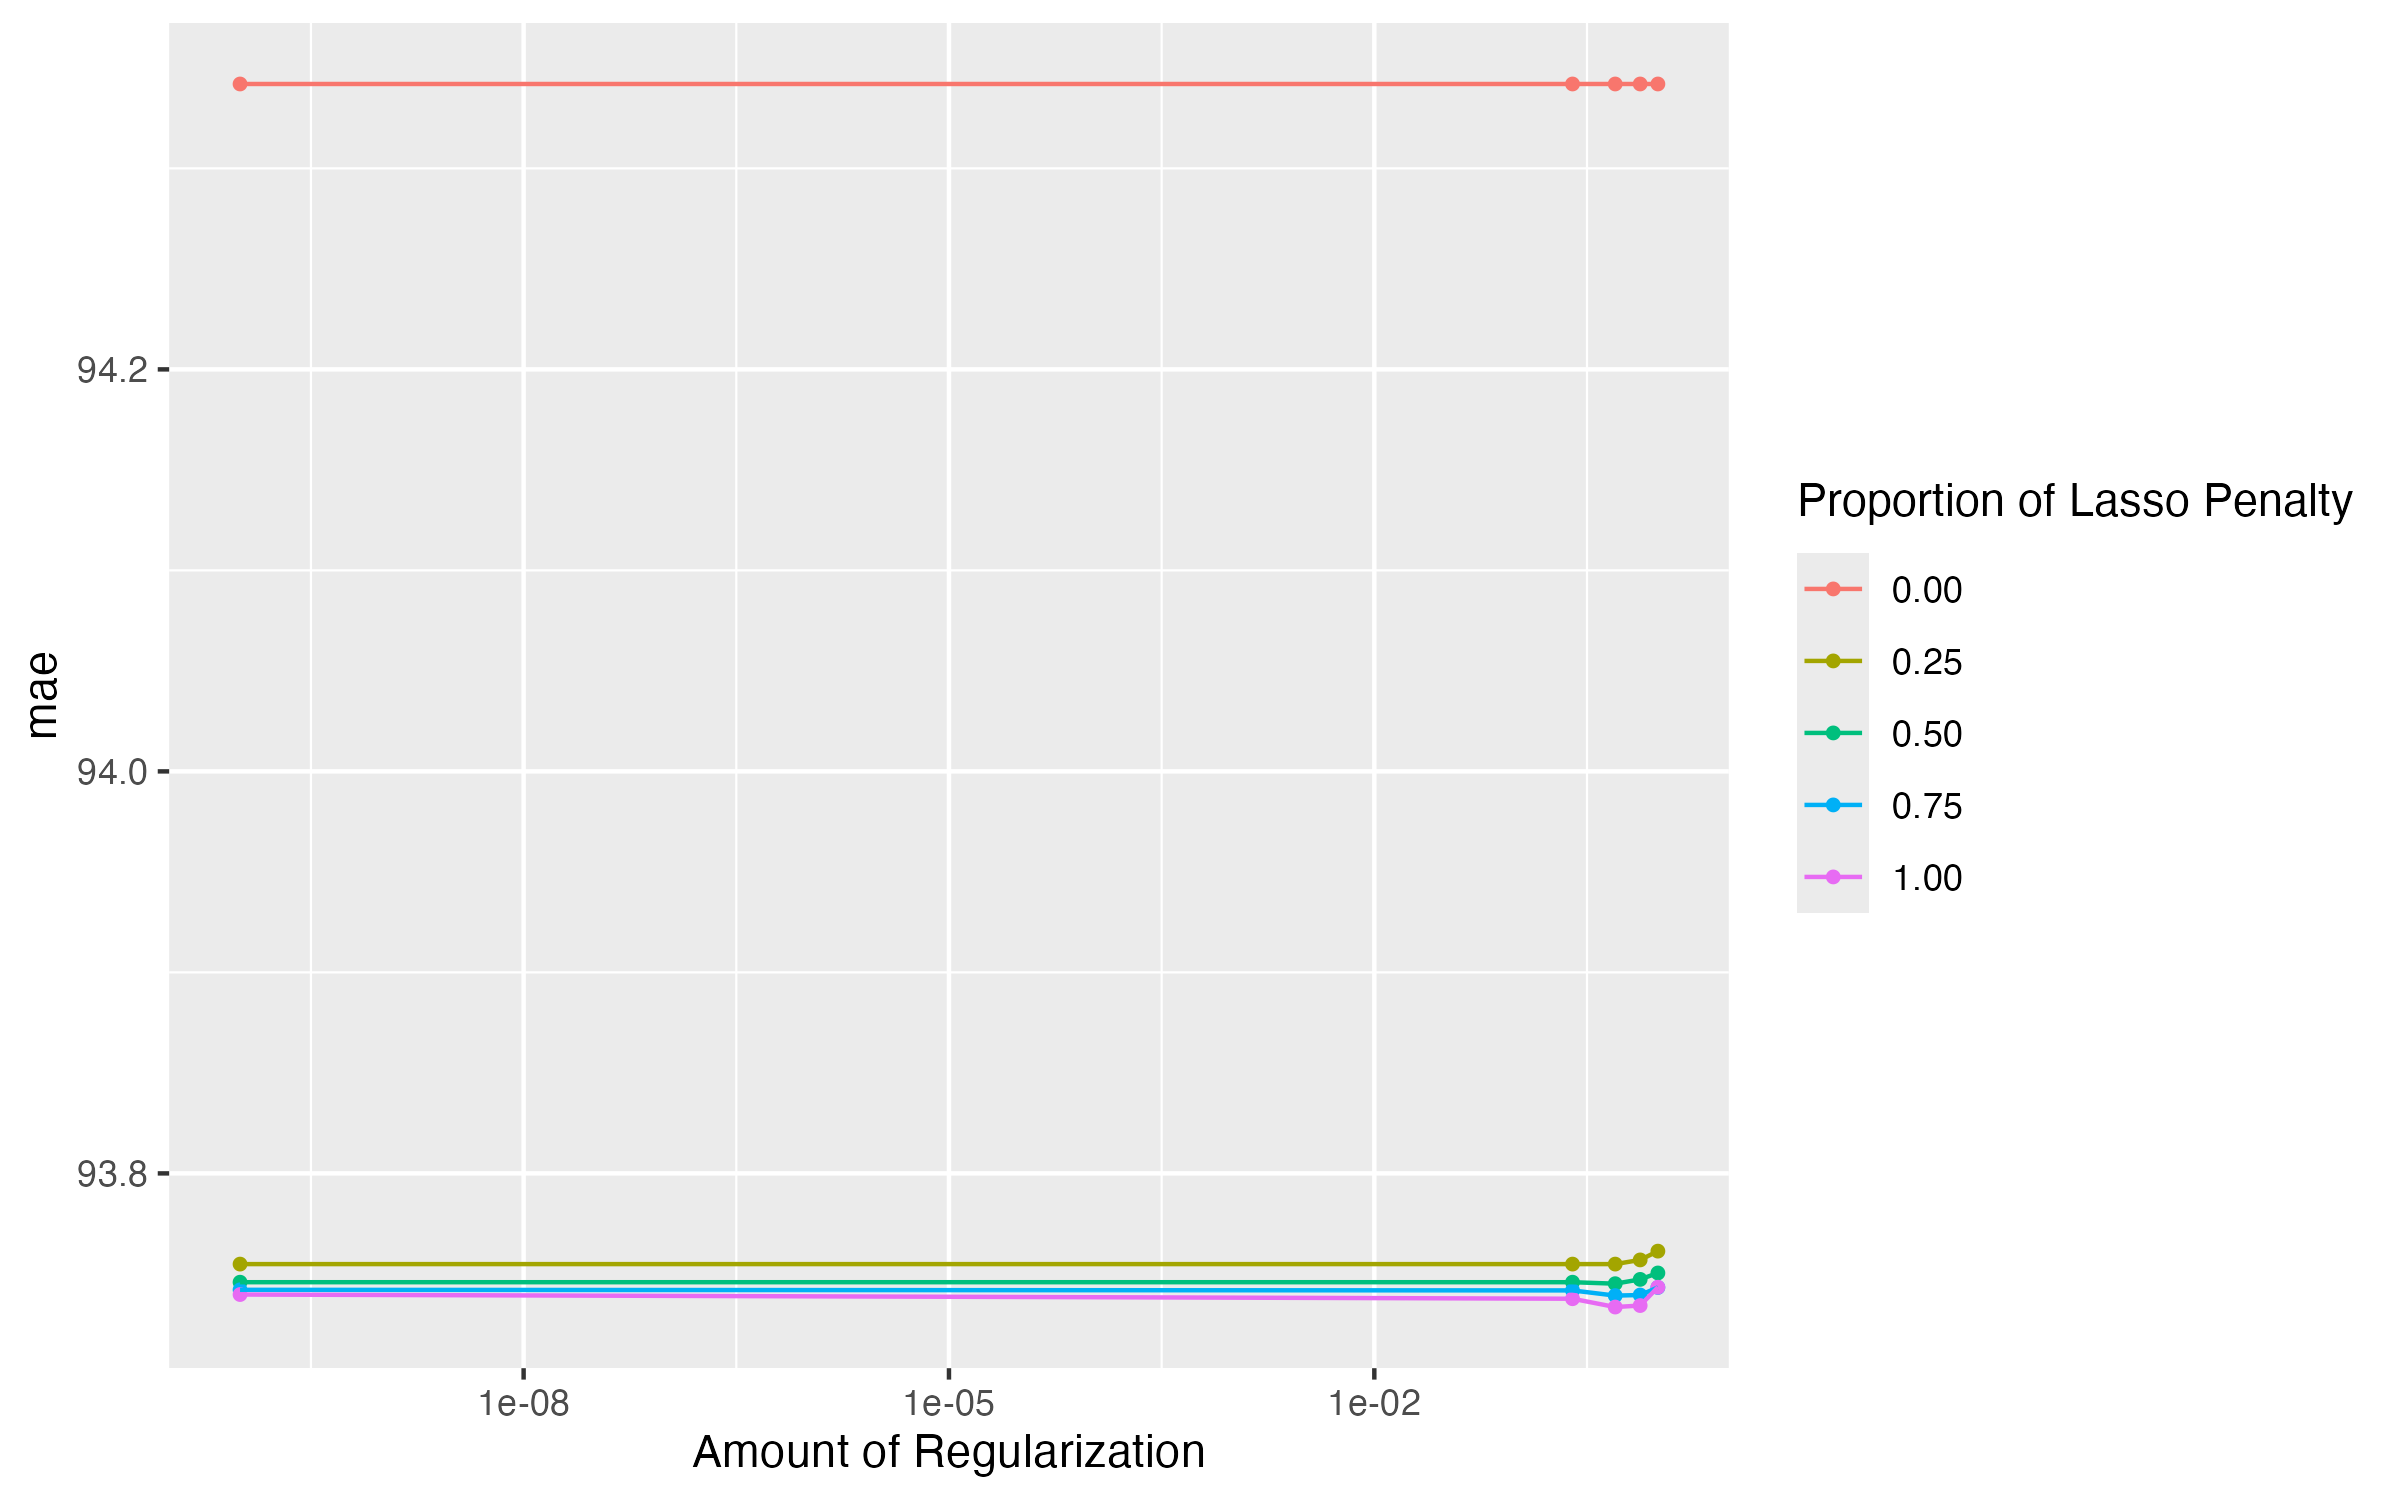 94.2
94.0
93.8
mae
1e-08
1e-05
1e-02
Amount of Regularization
Proportion of Lasso Penalty
0.00
0.25
0.50
0.75
1.00